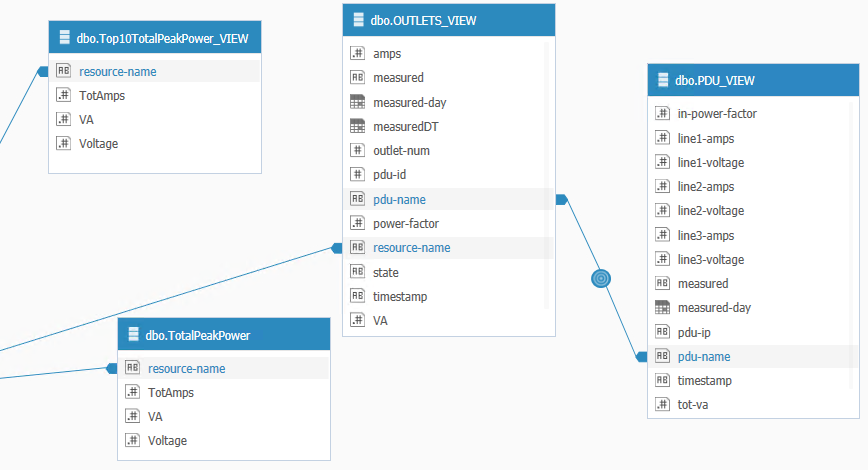 dbo.Top10TotalPeakPower_VIEW
resource-name
TotAmps
VA
Voltage
dbo.OUTLETS_VIEW
amps
measured
measured-day
measuredDT
outlet-num
pdu-id
pdu-name
power-factor
resource-name
state
timestamp
VA
dbo.PDU_VIEW
in-power-factor
line1-amps
line1-voltage
line2-amps
line2-voltage
line3-amps
line3-voltage
measured
measured-day
pdu-ip
pdu-name
timestamp
tot-va
dbo.TotalPeakPower
resource-name
TotAmps
VA
Voltage